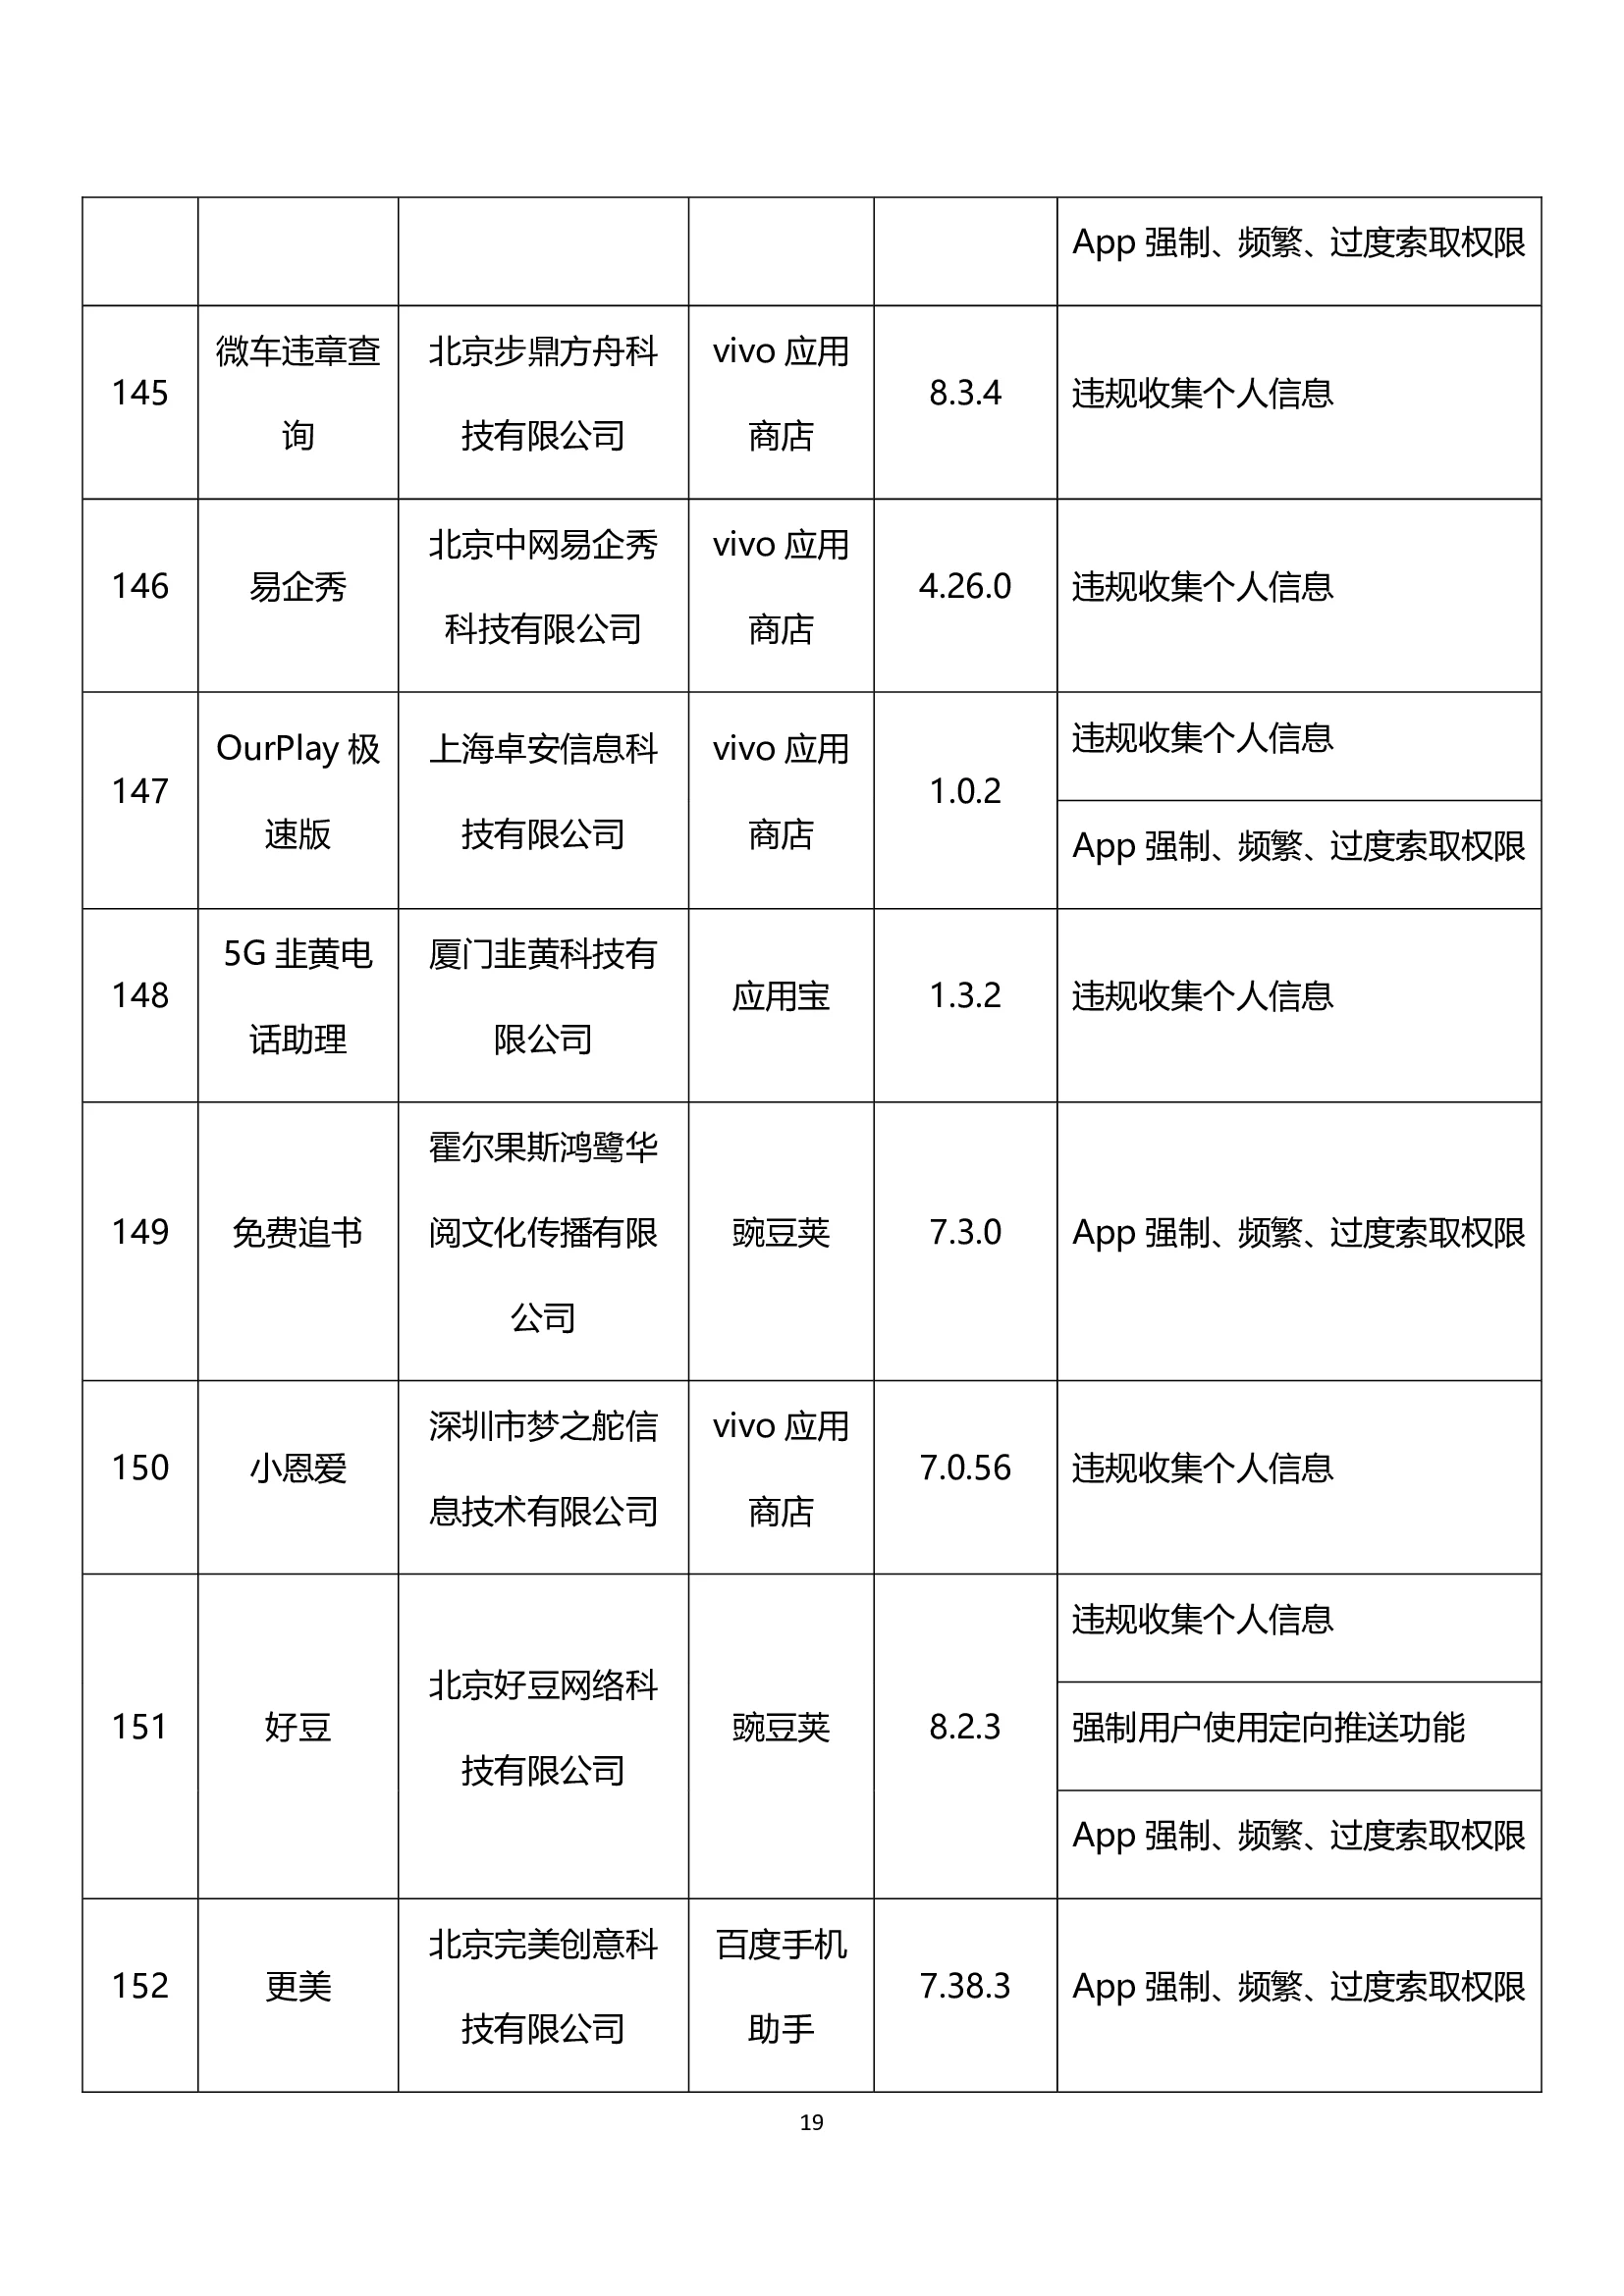 App 强制、频繁、过度索取权限
145
微车违章查
询
北京步鼎方舟科
技有限公司
vivo 应用
商店
8.3.4
违规收集个人信息
146
易企秀
北京中网易企秀
科技有限公司
vivo 应用
商店
4.26.0
违规收集个人信息
147
OurPlay 极
速版
上海卓安信息科
技有限公司
vivo 应用
商店
1.0.2
违规收集个人信息
App 强制、频繁、过度索取权限
148
5G 韭黄电
话助理
厦门韭黄科技有
限公司
应用宝
1.3.2
违规收集个人信息
149
免费追书
霍尔果斯鸿鹭华
阅文化传播有限
公司
豌豆荚
7.3.0
App 强制、频繁、过度索取权限
150
小恩爱
深圳市梦之舵信
息技术有限公司
vivo 应用
商店
7.0.56
违规收集个人信息
151
好豆
北京好豆网络科
技有限公司
豌豆荚
8.2.3
违规收集个人信息
强制用户使用定向推送功能
App 强制、频繁、过度索取权限
152
更美
北京完美创意科
技有限公司
百度手机
助手
7.38.3
App 强制、频繁、过度索取权限
19